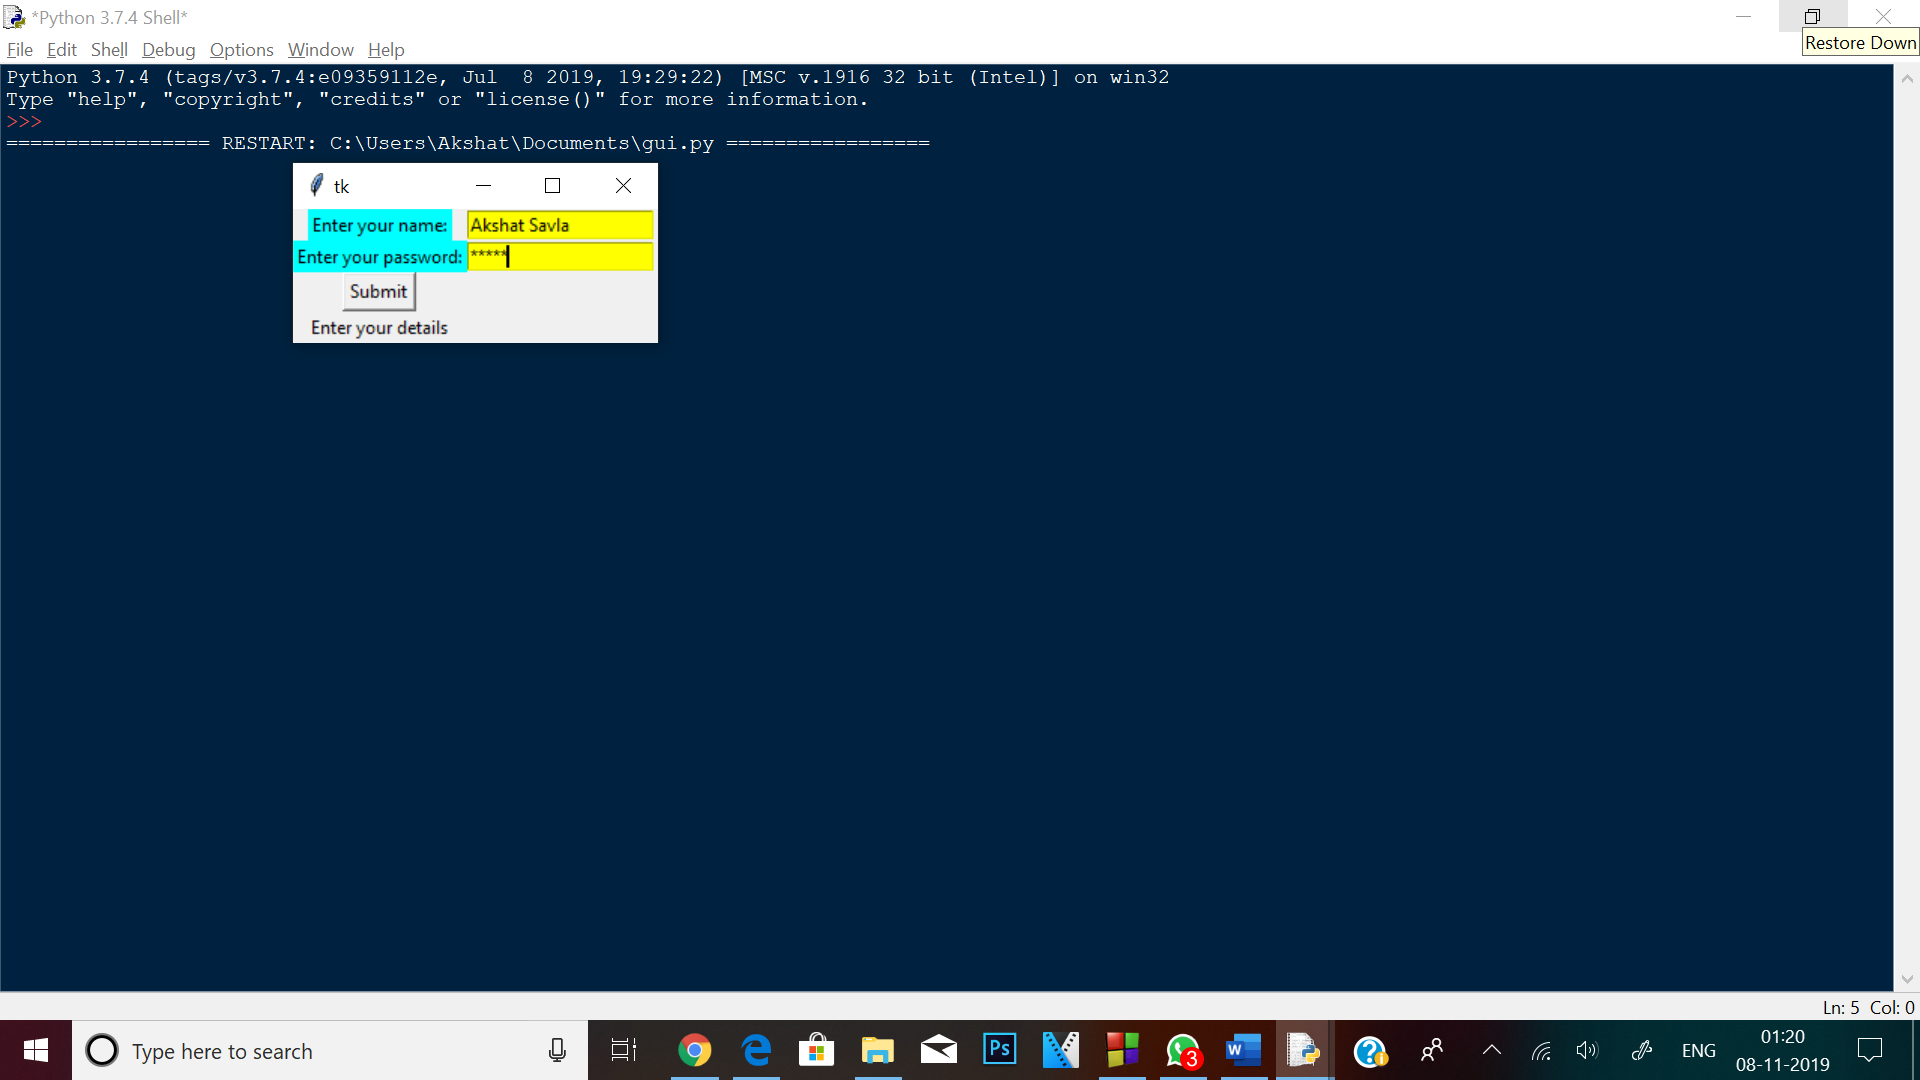 *Python 3.7.4 Shell*
File Edit Shell Debug Options Window Help
Restore Down
Python 3.7.4 (tags/v3.7.4:e09359112e, Jul  8 2019, 19:29:22) [MSC v.1916 32 bit (Intel)] on win32
Type "help", "copyright", "credits" or "license()" for more information.
>>>
================= RESTART: C:\Users\Akshat\Documents\gui.py =================
tk
Enter your name: Akshat Savla
Enter your password: *****
Submit
Enter your details
Ln: 5 Col: 0
Type here to search
Ps
3
W
ENG
01:20
08-11-2019